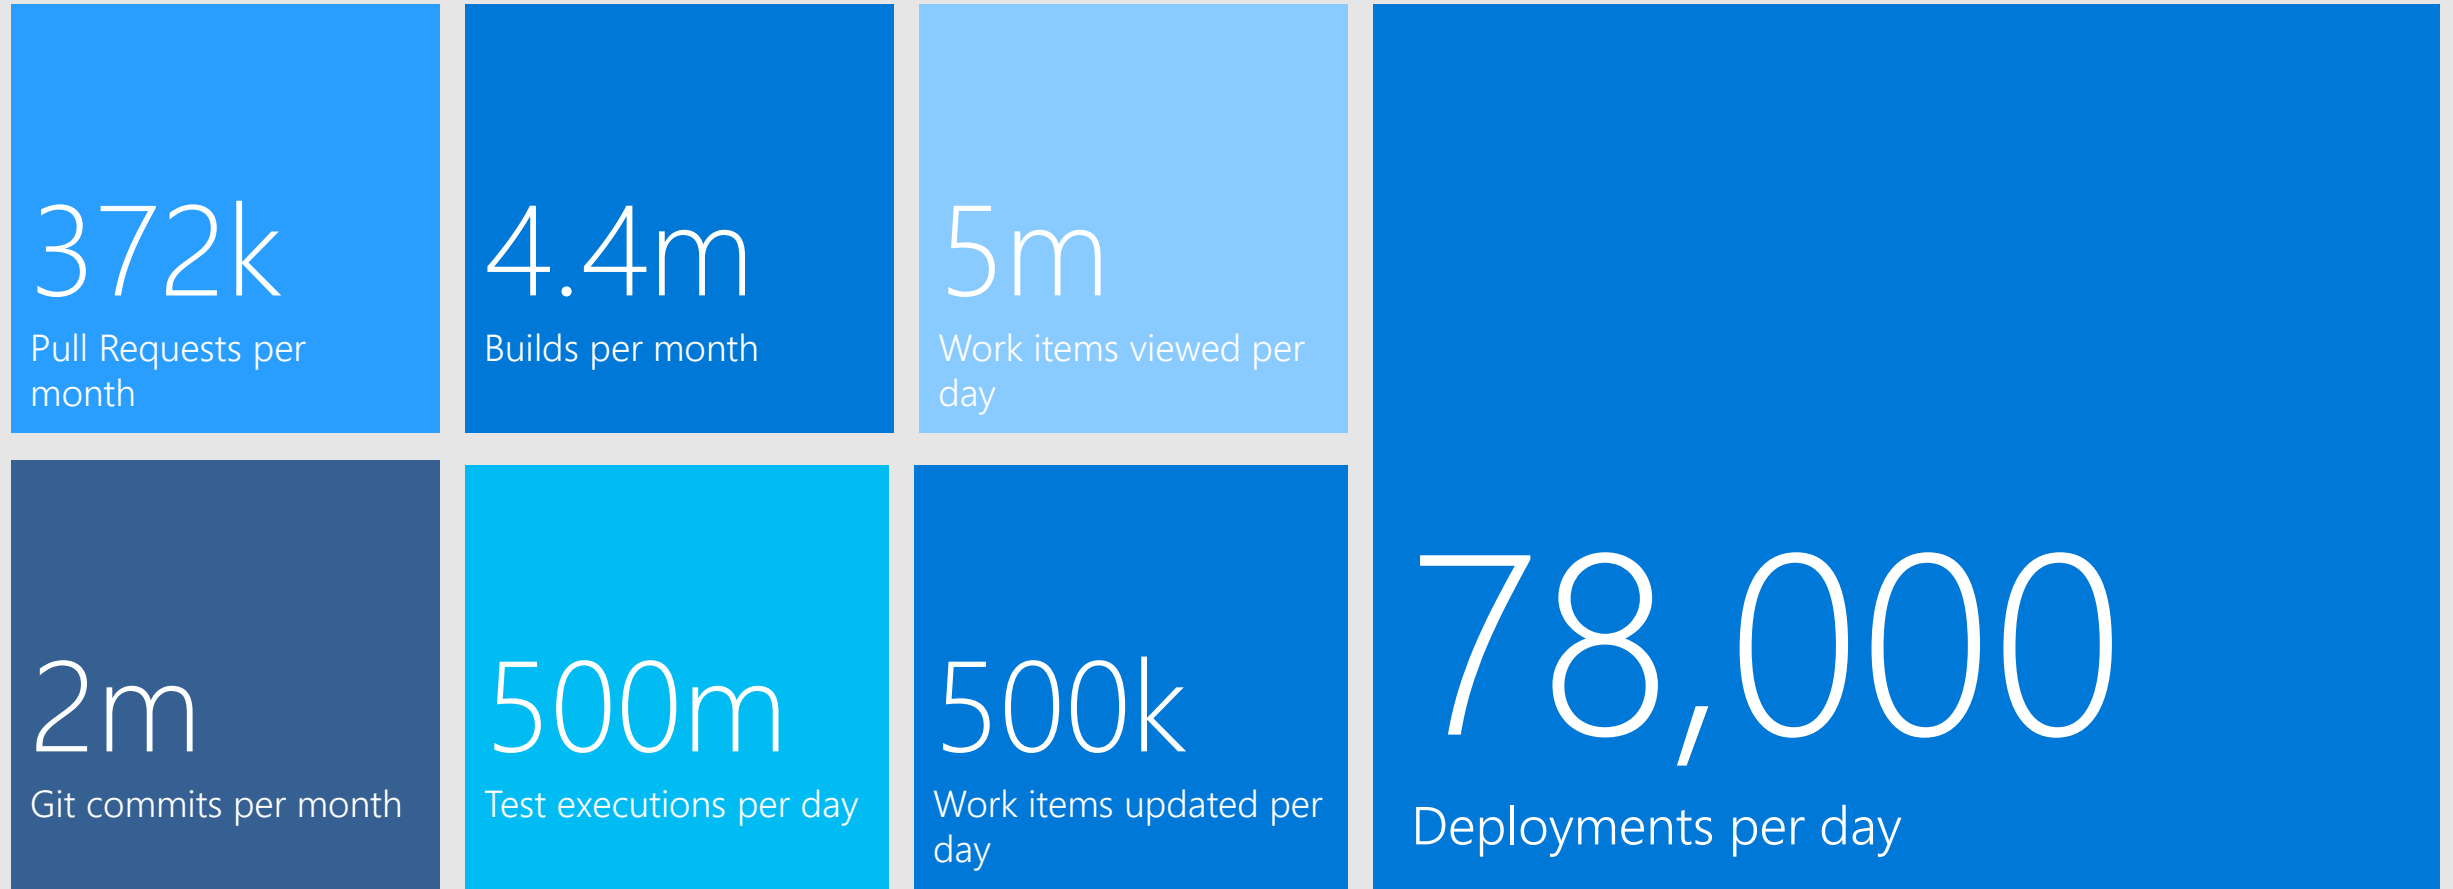 372k
Pull Requests per
month
4.4m
Builds per month
5m
Work items viewed per
day
2m
Git commits per month
500m
Test executions per day
500k
Work items updated per
day
78,000
Deployments per day